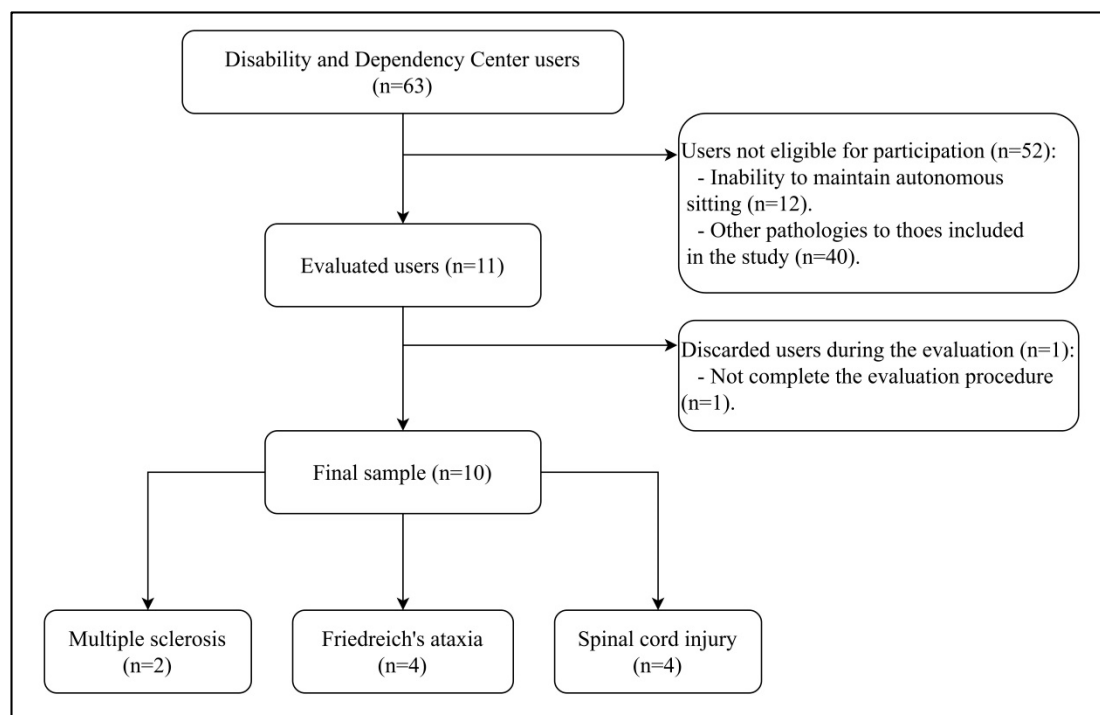 Disability and Dependency Center users
(n=63)
Users not eligible for participation (n=52):
- Inability to maintain autonomous
sitting (n=12).
- Other pathologies to thoes included
in the study (n=40).
Evaluated users (n=11)
Discarded users during the evaluation (n=1):
- Not complete the evaluation procedure
(n=1).
Final sample (n=10)
Multiple sclerosis
(n=2)
Friedreich's ataxia
(n=4)
Spinal cord injury
(n=4)